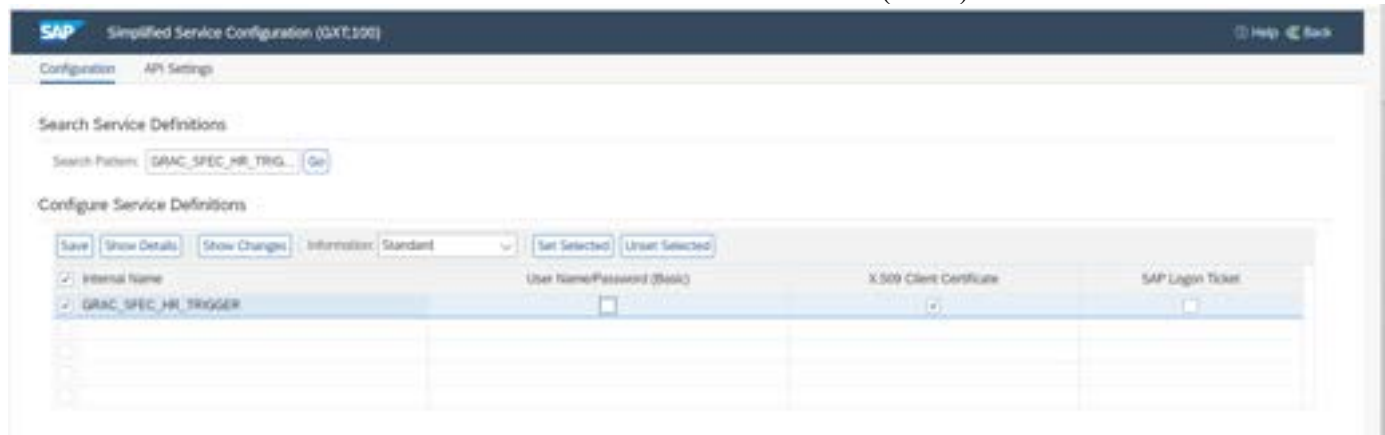 SAP Simplified Service Configuration (GXT;100) Help Back
Configuration API Settings
Search Service Definitions
Search Pattern: GRAC_SPEC_HR_TRIG... Go
Configure Service Definitions
Save Show Details Show Changes Information: Standard Set Selected Unset Selected
Internal Name User Name/Password (Basic) X.509 Client Certificate SAP Logon Ticket
GRAC_SPEC_HR_TRIGGER